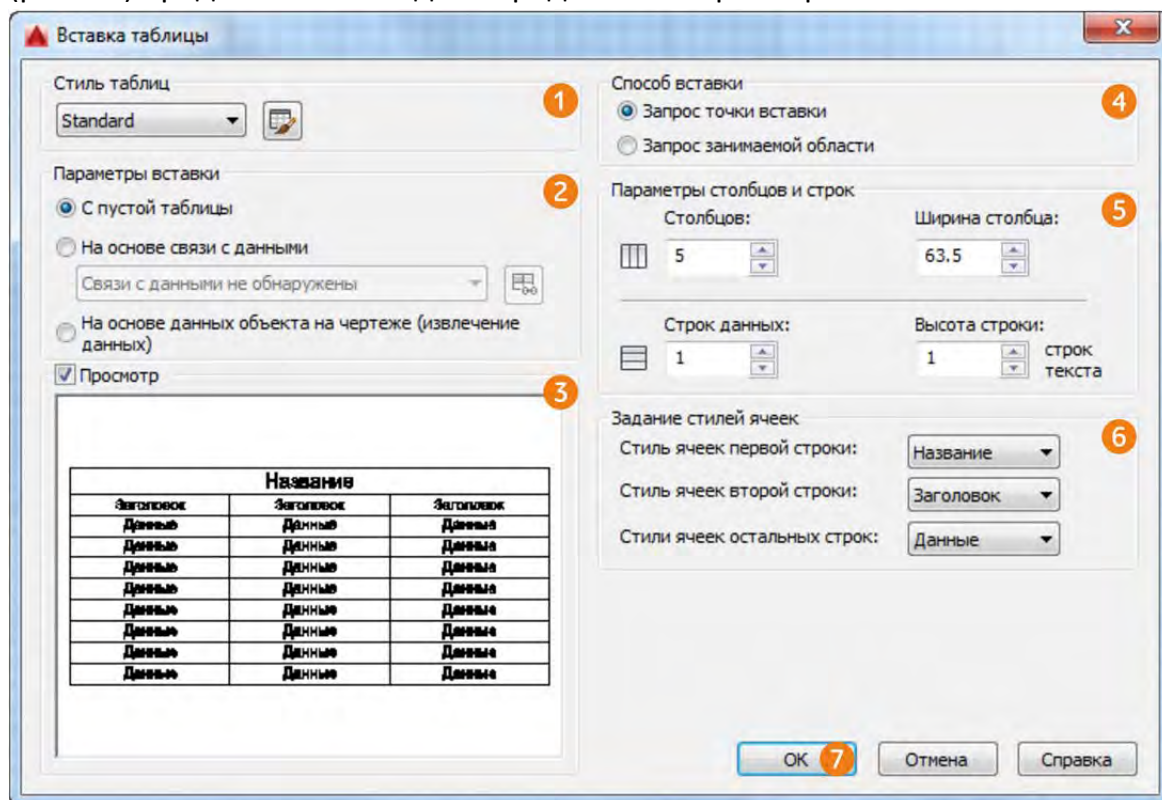 Вставка таблицы
Стиль таблиц
1
Standard
Параметры вставки
2
С пустой таблицы
На основе связи с данными
Связи с данными не обнаружены
На основе данных объекта на чертеже (извлечение
данных)
Просмотр
3
Название
Заголовок Заголовок Заголовок
Данные Данные Данные
Данные Данные Данные
Данные Данные Данные
Данные Данные Данные
Данные Данные Данные
Данные Данные Данные
Данные Данные Данные
Данные Данные Данные
Способ вставки
4
Запрос точки вставки
Запрос занимаемой области
Параметры столбцов и строк
5
Столбцов: Ширина столбца:
5 63.5
Строк данных: Высота строки:
1 1 строк
текста
Задание стилей ячеек
6
Стиль ячеек первой строки: Название
Стиль ячеек второй строки: Заголовок
Стили ячеек остальных строк: Данные
ОК 7 Отмена Справка